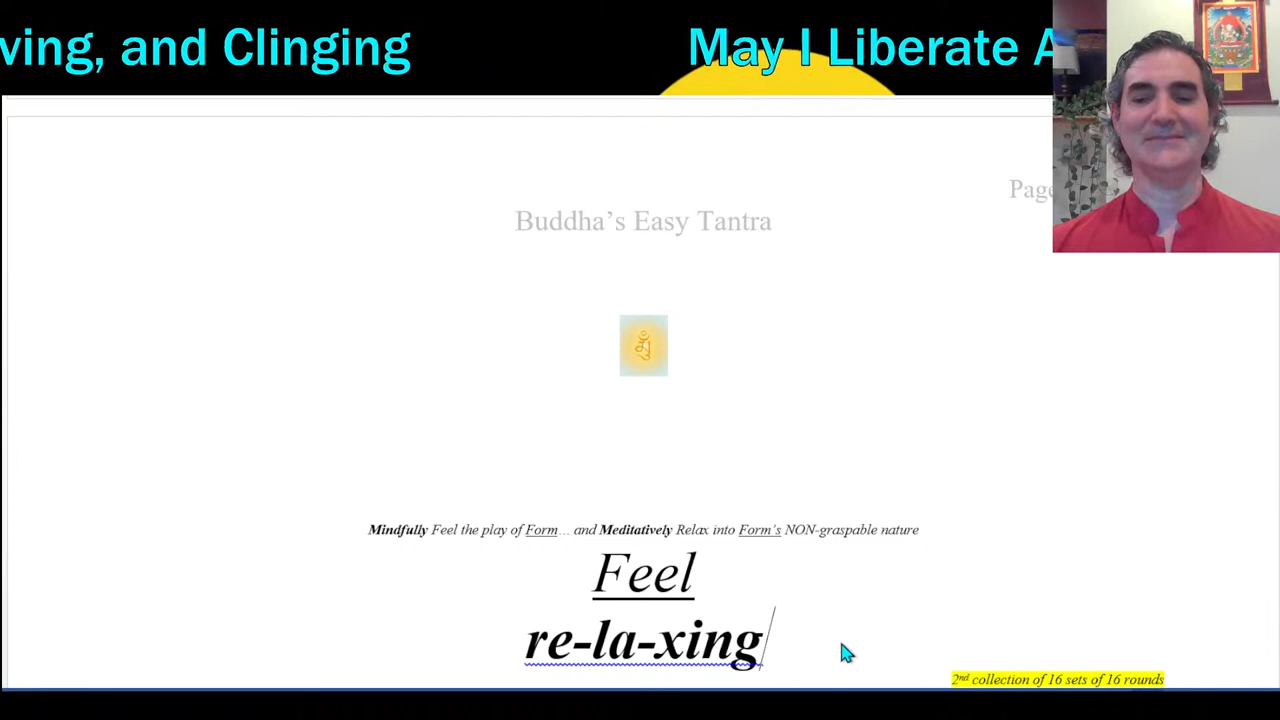 ving, and Clinging
May I Liberate A
Page
Buddha's Easy Tantra
Mindfully Feel the play of Form… and Meditatively Relax into Form's NON-graspable nature
Feel
re-la-xing
2nd collection of 16 sets of 16 rounds